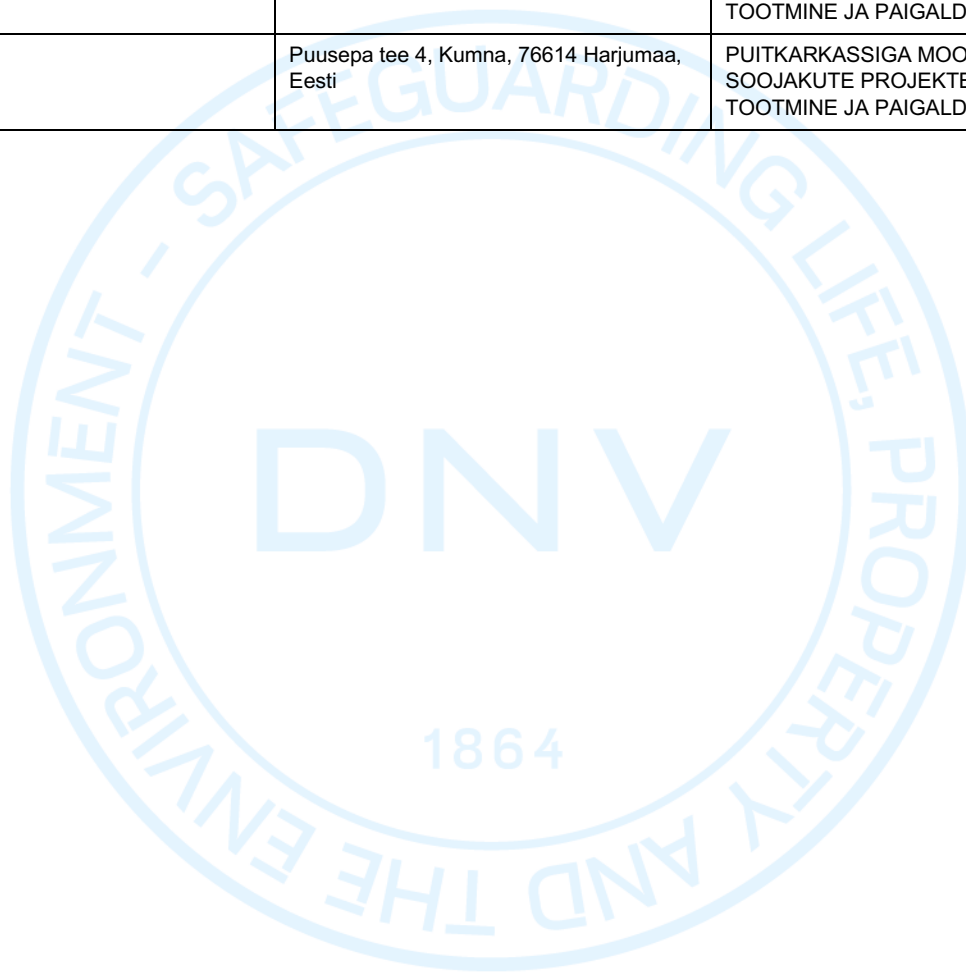 TOOTMINE JA PAIGALD
Puusepa tee 4, Kumna, 76614 Harjumaa,
Eesti
PUITKARKASSIGA MOO
SOOJAKUTE PROJEKTE
TOOTMINE JA PAIGALD
SAFEGUARDING LIFE, PROPERTY AND THE ENVIRONMENT -
DNV
1864